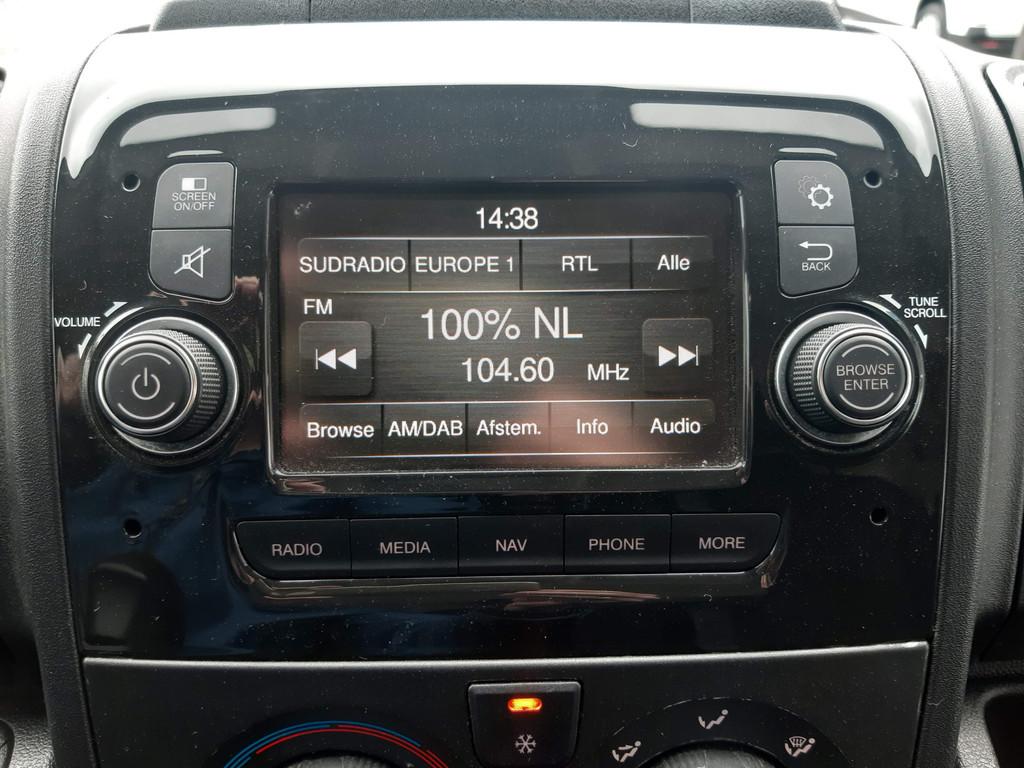 SCREEN
ON/OFF
14:38
SUDRADIO EUROPE 1 RTL Alle
BACK
VOLUME
FM
TUNE
SCROLL
100% NL
104.60 MHz
BROWSE
ENTER
Browse AM/DAB Afstem. Info Audio
RADIO MEDIA NAV PHONE MORE